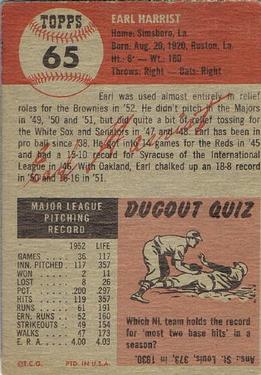 TOPPS
65
EARL HARRIST
Home: Simsboro, La.
Born: Aug. 20, 1920, Ruston, La.
Ht.: 6' – Wt.: 180
Throws: Right - Bats: Right
Earl was used almost entirely in relief
roles for the Brownies in '52. He didn't pitch in the Majors
in '49, '50 and '51, but saw quite a bit of relief tossing for
the White Sox and Senators in '47 and '48. Earl has been in
pro ball since '38. He got 14 games for the Reds in '45
and had a 15-10 record for Syracuse of the International
League in '46. With Oakland, Earl chalked up an 18-8 record
in '50 and 16-16 in '51.
Earl Harrist
MAJOR LEAGUE
PITCHING
RECORD
1952 LIFE
GAMES 36 117
INN. PITCHED 117 357
WON 2 11
LOST 8 26
PCT. .200 .297
HITS 119 357
RUNS 61 191
ERN. RUNS 52 160
STRIKEOUTS 49 154
WALKS 47 173
E. R. A. 4.00 4.03
©T.C.G. PTD. IN U.S.A.
DUGOUT QUIZ
Which NL team holds the record for
'most two base hits' in a
season?
Ans: St. Louis, 373, in 1930.